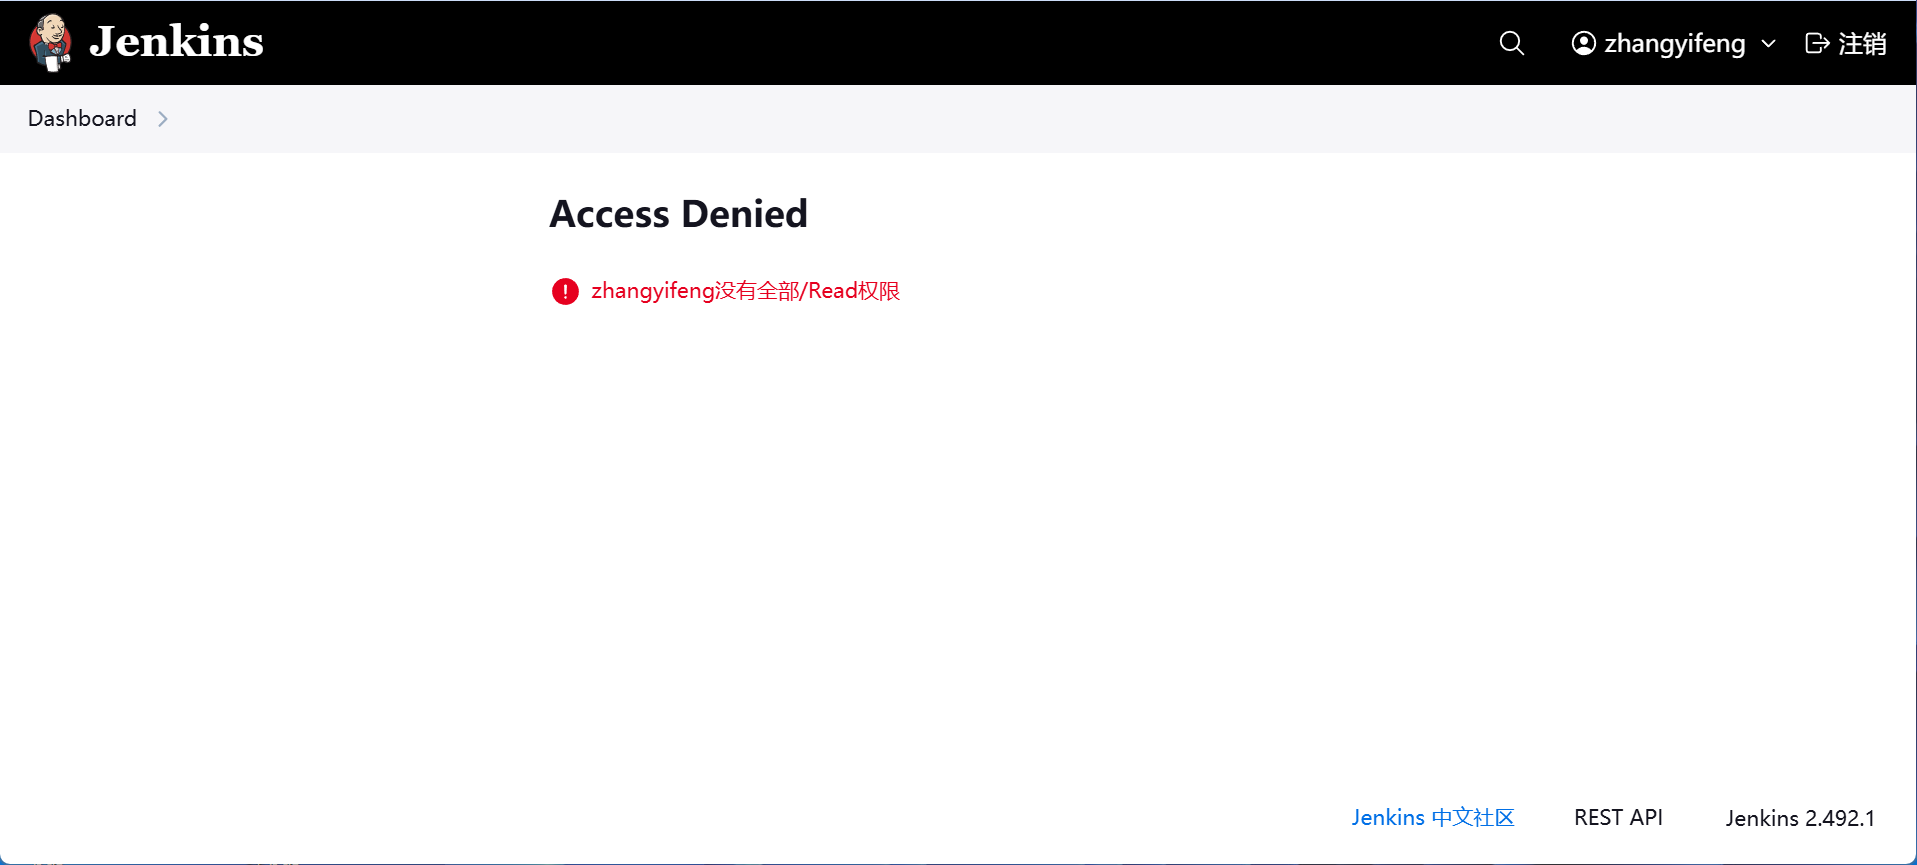 Jenkins
zhangyifeng
注销
Dashboard
Access Denied
zhangyifeng没有全部/Read权限
Jenkins 中文社区
REST API
Jenkins 2.492.1